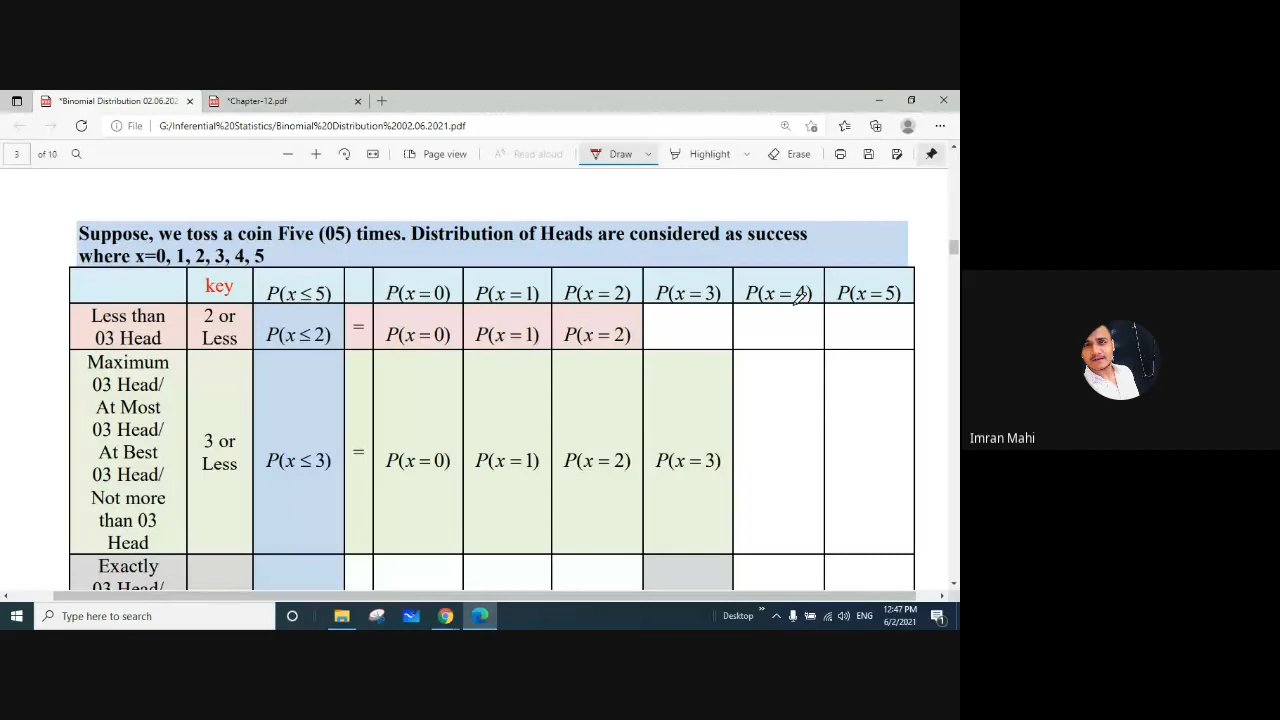 *Binomial Distribution 02.06.202
*Chapter-12.pdf
File
G:/Inferential%20Statistics/Binomial%20Distribution%2002.06.2021.pdf
3 of 10
Page view
Read aloud
Draw
Highlight
Erase
Suppose, we toss a coin Five (05) times. Distribution of Heads are considered as success
where x=0, 1, 2, 3, 4, 5
key P(x ≤ 5) P(x = 0) P(x = 1) P(x = 2) P(x = 3) P(x = 4) P(x = 5)
Less than
03 Head
2 or
Less
P(x ≤ 2) = P(x = 0) P(x = 1) P(x = 2)
Maximum
03 Head/
At Most
03 Head/
At Best
03 Head/
Not more
than 03
Head
3 or
Less
P(x ≤ 3) = P(x = 0) P(x = 1) P(x = 2) P(x = 3)
Exactly
03 Head/
Imran Mahi
Type here to search
Desktop
ENG
12:47 PM
6/2/2021
1